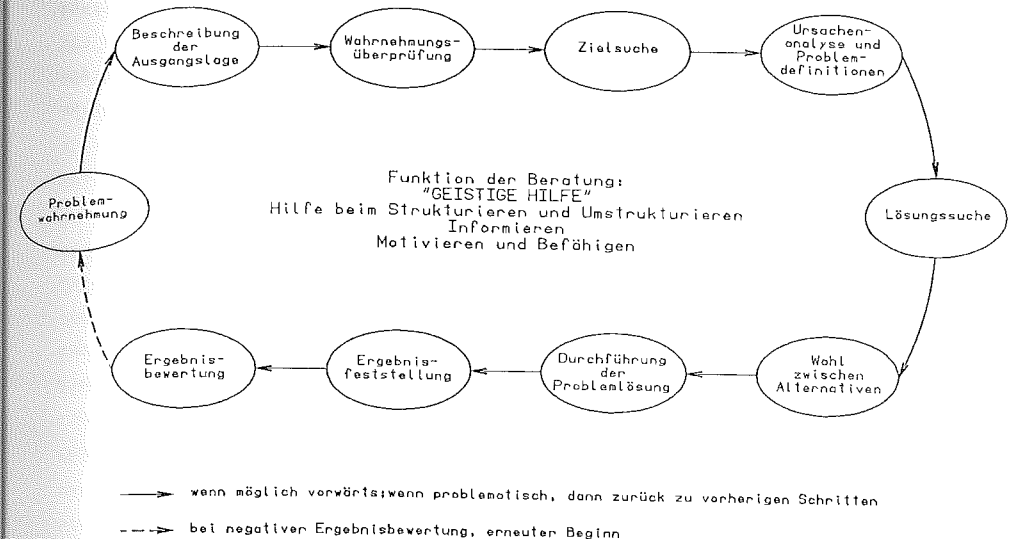 Beschreibung
der
Ausgangslage
Wahrnehmungs-
überprüfung
Zielsuche
Ursachen-
analyse und
Problem-
definitionen
Problem-
wahrnehmung
Funktion der Beratung:
"GEISTIGE HILFE"
Hilfe beim Strukturieren und Umstrukturieren
Informieren
Motivieren und Befähigen
Lösungssuche
Ergebnis-
bewertung
Ergebnis-
feststellung
Durchführung
der
Problemlösung
Wahl
zwischen
Alternativen
wenn möglich vorwärts;wenn problematisch, dann zurück zu vorherigen Schritten
bei negativer Ergebnisbewertung, erneuter Beginn